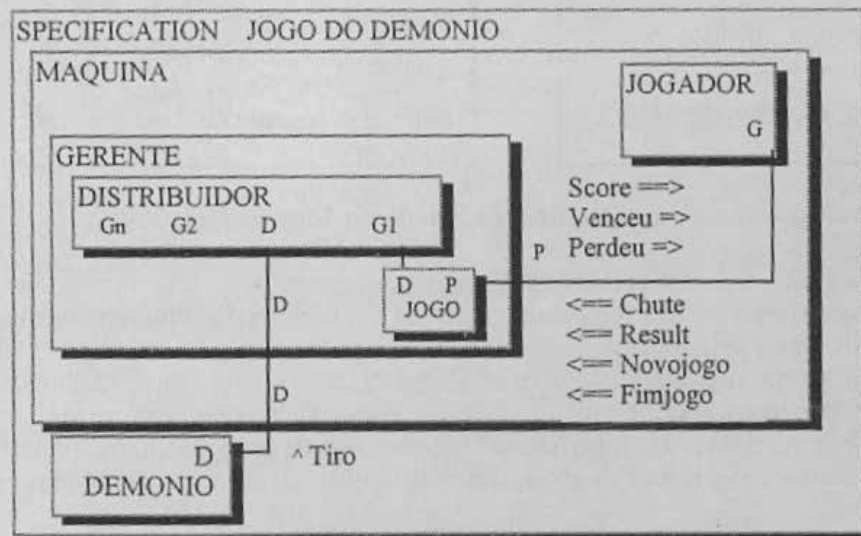 SPECIFICATION JOGO DO DEMONIO
MAQUINA
JOGADOR
G
GERENTE
DISTRIBUIDOR
Gn G2 D G1
Score ==>
Venceu =>
Perdeu =>
P
D P
JOGO
D
<== Chute
<== Result
<== Novojogo
<== Fimjogo
D
D
DEMONIO
^ Tiro